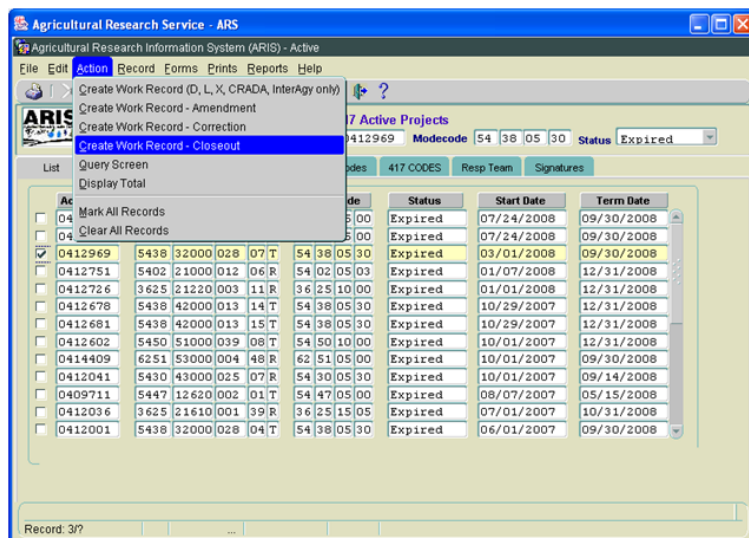 Agricultural Research Service - ARS
Agricultural Research Information System (ARIS) - Active
File Edit Action Record Forms Prints Reports Help
Create Work Record (D, L, X, CRADA, InterAgy only)
Create Work Record - Amendment
Create Work Record - Correction
Create Work Record - Closeout
Query Screen
Display Total
Mark All Records
Clear All Records
?
ARIS
17 Active Projects
0412969 Modecode 54 38 05 30 Status Expired
List odes 417 CODES Resp Team Signatures
Ac de Status Start Date Term Date
04 5 00 Expired 07/24/2008 09/30/2008
04 5 00 Expired 07/24/2008 09/30/2008
0412969 5438 32000 028 07 T 54 38 05 30 Expired 03/01/2008 09/30/2008
0412751 5402 21000 012 06 R 54 02 05 03 Expired 01/07/2008 12/31/2008
0412726 3625 21220 003 11 R 36 25 10 00 Expired 01/01/2008 12/31/2008
0412678 5438 42000 013 14 T 54 38 05 30 Expired 10/29/2007 12/31/2008
0412681 5438 42000 013 15 T 54 38 05 30 Expired 10/29/2007 12/31/2008
0412602 5450 51000 039 08 T 54 50 10 00 Expired 10/01/2007 12/31/2008
0414409 6251 53000 004 48 R 62 51 05 00 Expired 10/01/2007 09/30/2008
0412041 5430 43000 025 07 R 54 30 05 30 Expired 10/01/2007 09/14/2008
0409711 5447 12620 002 01 T 54 47 05 00 Expired 08/07/2007 05/15/2008
0412036 3625 21610 001 39 R 36 25 15 05 Expired 07/01/2007 10/31/2008
0412001 5438 32000 028 04 T 54 38 05 30 Expired 06/01/2007 09/30/2008
Record: 3/? ...